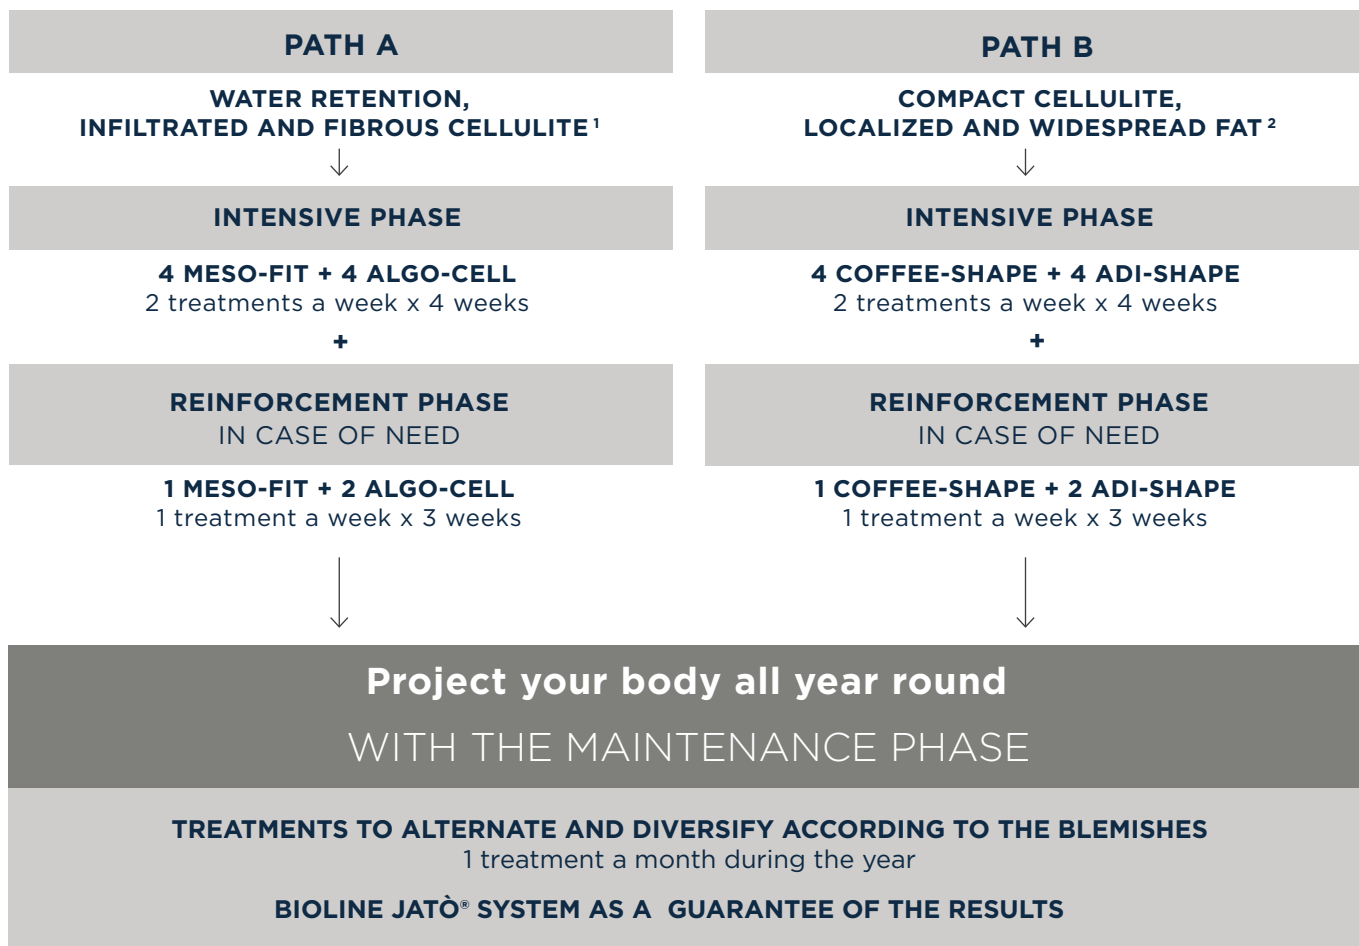 PATH A
WATER RETENTION,
INFILTRATED AND FIBROUS CELLULITE ¹
INTENSIVE PHASE
4 MESO-FIT + 4 ALGO-CELL
2 treatments a week x 4 weeks
+
REINFORCEMENT PHASE
IN CASE OF NEED
1 MESO-FIT + 2 ALGO-CELL
1 treatment a week x 3 weeks
PATH B
COMPACT CELLULITE,
LOCALIZED AND WIDESPREAD FAT ²
INTENSIVE PHASE
4 COFFEE-SHAPE + 4 ADI-SHAPE
2 treatments a week x 4 weeks
+
REINFORCEMENT PHASE
IN CASE OF NEED
1 COFFEE-SHAPE + 2 ADI-SHAPE
1 treatment a week x 3 weeks
Project your body all year round
WITH THE MAINTENANCE PHASE
TREATMENTS TO ALTERNATE AND DIVERSIFY ACCORDING TO THE BLEMISHES
1 treatment a month during the year
BIOLINE JATÒ® SYSTEM AS A GUARANTEE OF THE RESULTS